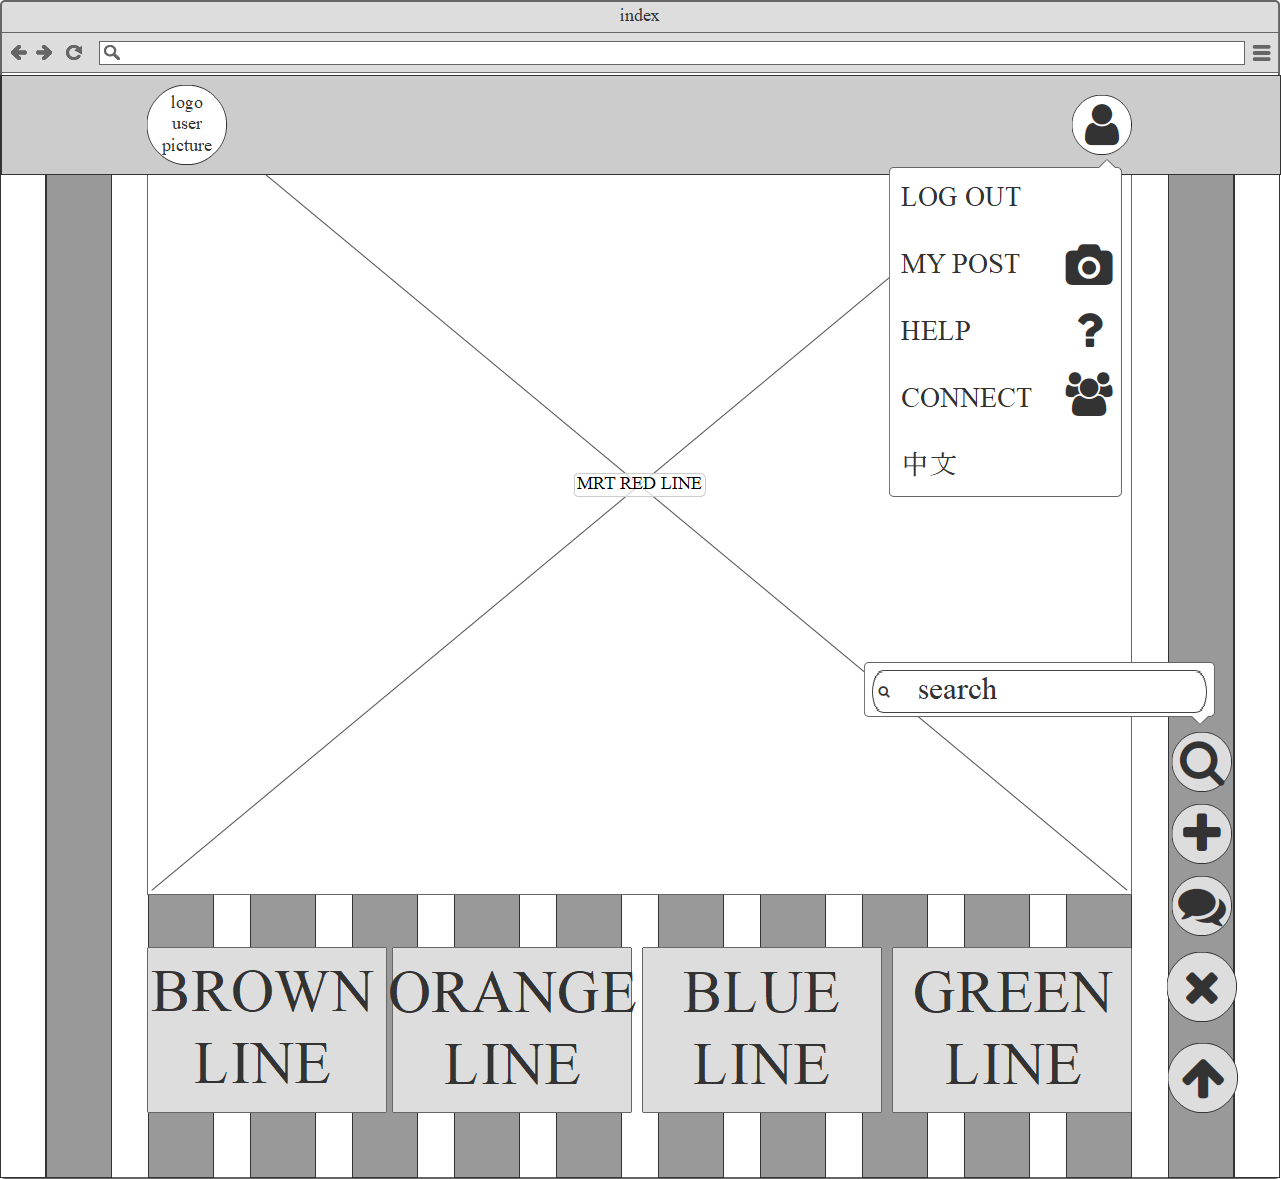 index
logo
user
picture
LOG OUT
MY POST
HELP
?
CONNECT
中文
MRT RED LINE
search
BROWN
LINE
ORANGE
LINE
BLUE
LINE
GREEN
LINE